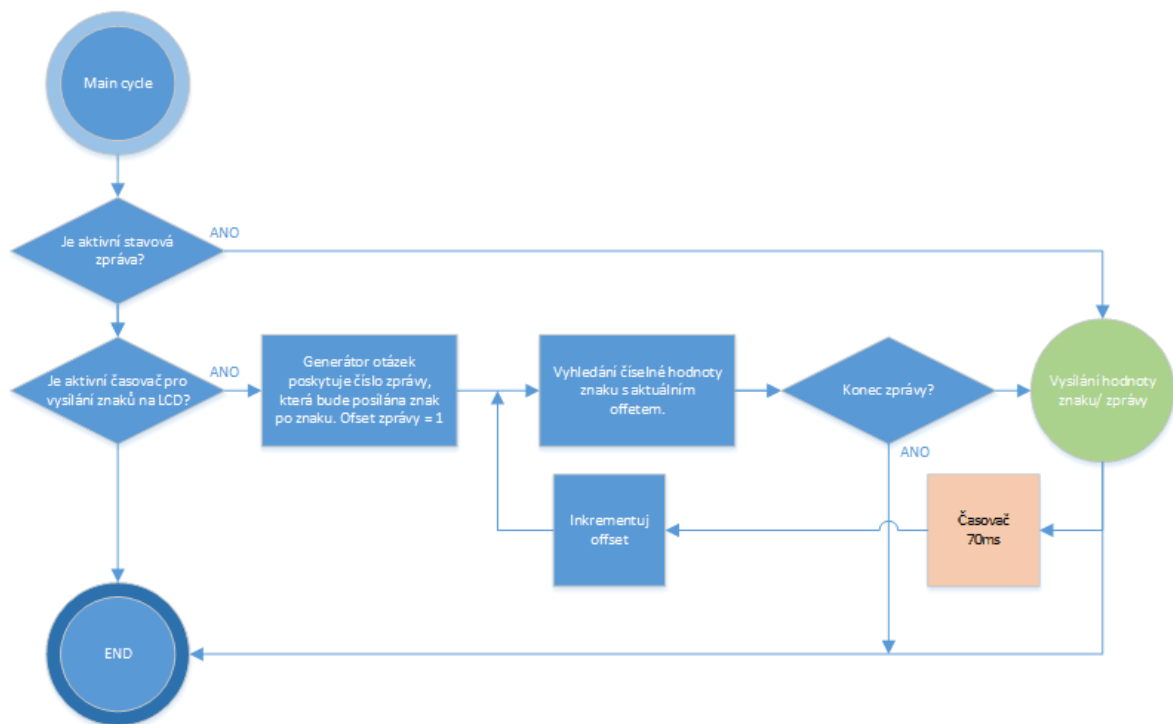 Main cycle
Je aktivní stavová
zpráva?
ANO
Je aktivní časovač pro
vysílání znaků na LCD?
ANO
Generátor otázek
poskytuje číslo zprávy,
která bude posílána znak
po znaku. Ofset zprávy = 1
Vyhledání číselné hodnoty
znaku s aktuálním
offetem.
Konec zprávy?
ANO
Vysílání hodnoty
znaku/ zprávy
Inkrementuj
offset
Časovač
70ms
END